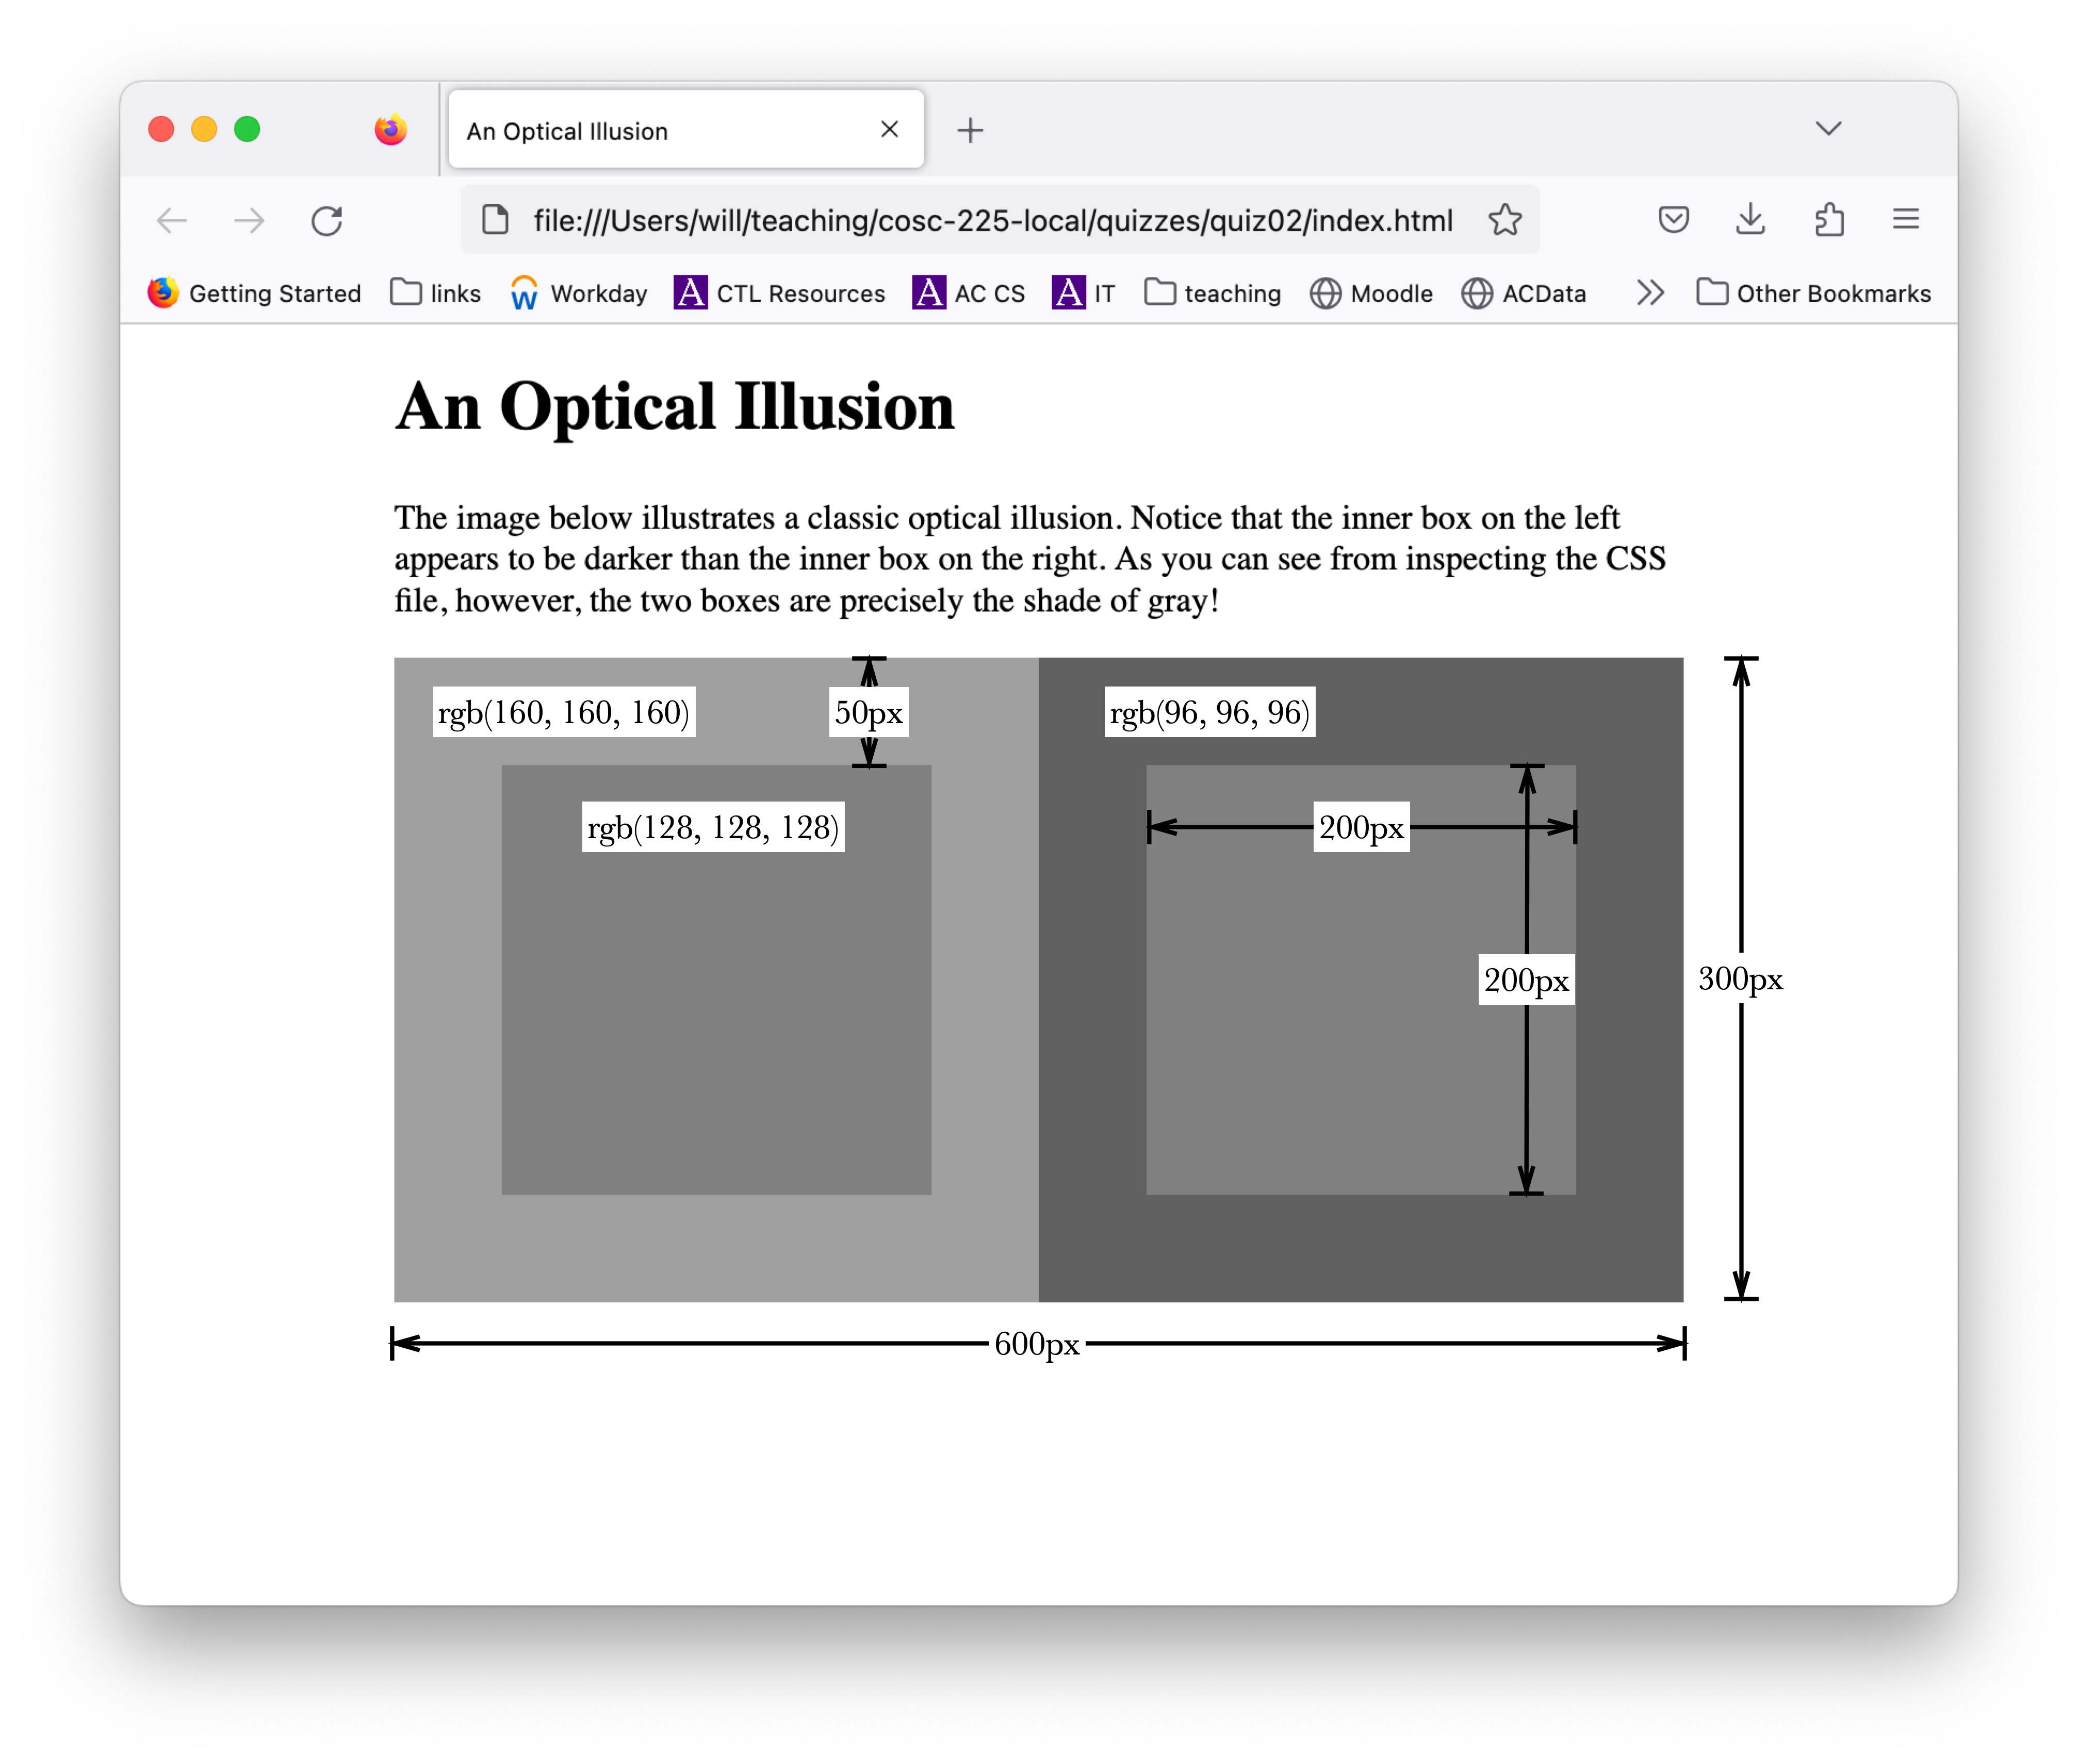 An Optical Illusion
file:///Users/will/teaching/cosc-225-local/quizzes/quiz02/index.html
Getting Started links Workday A CTL Resources A AC CS A IT teaching Moodle ACData Other Bookmarks
An Optical Illusion
The image below illustrates a classic optical illusion. Notice that the inner box on the left
appears to be darker than the inner box on the right. As you can see from inspecting the CSS
file, however, the two boxes are precisely the shade of gray!
rgb(160, 160, 160) 50px rgb(96, 96, 96)
rgb(128, 128, 128) 200px
200px 300px
600px